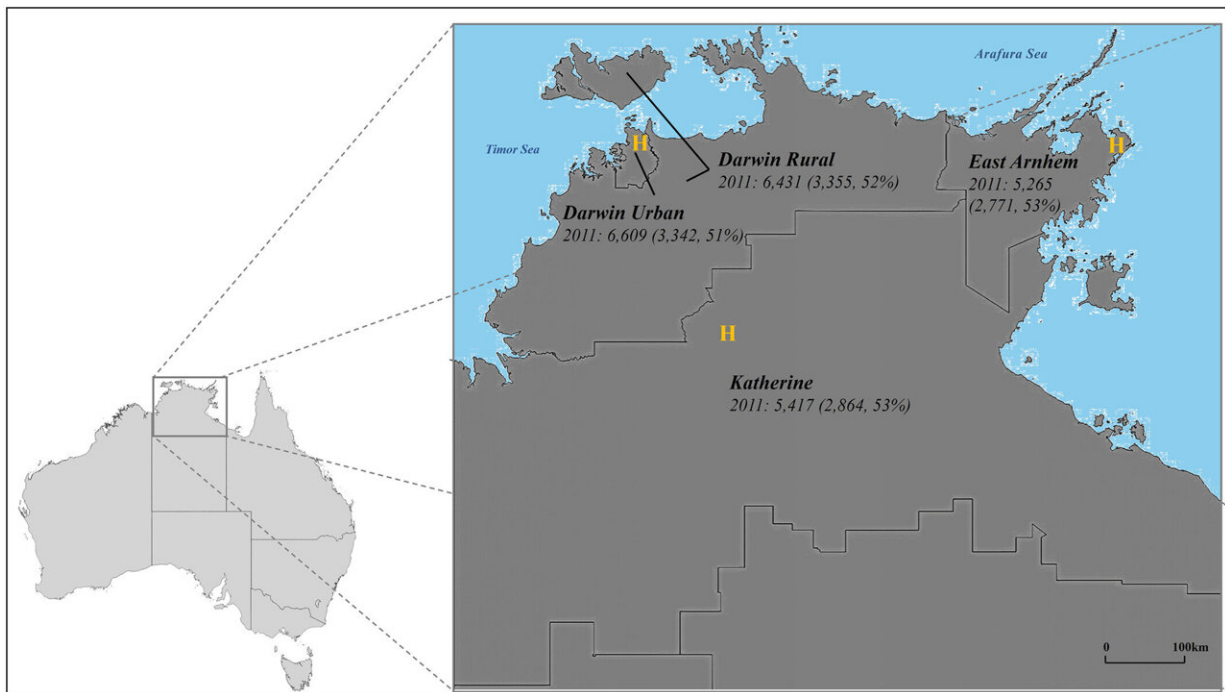 Arafura Sea
Timor Sea
H
H
Darwin Rural
2011: 6,431 (3,355, 52%)
East Arnhem
2011: 5,265
(2,771, 53%)
Darwin Urban
2011: 6,609 (3,342, 51%)
H
Katherine
2011: 5,417 (2,864, 53%)
0 100km